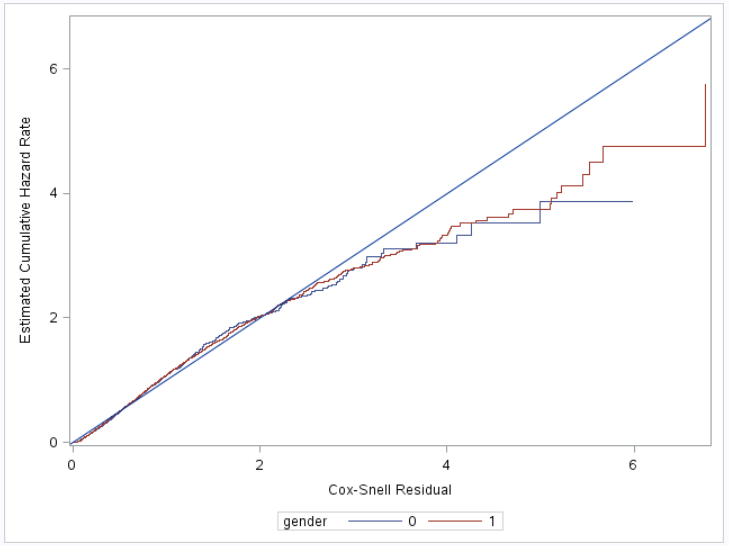 Estimated Cumulative Hazard Rate
6
4
2
0
0 2 4 6
Cox-Snell Residual
gender 0 1